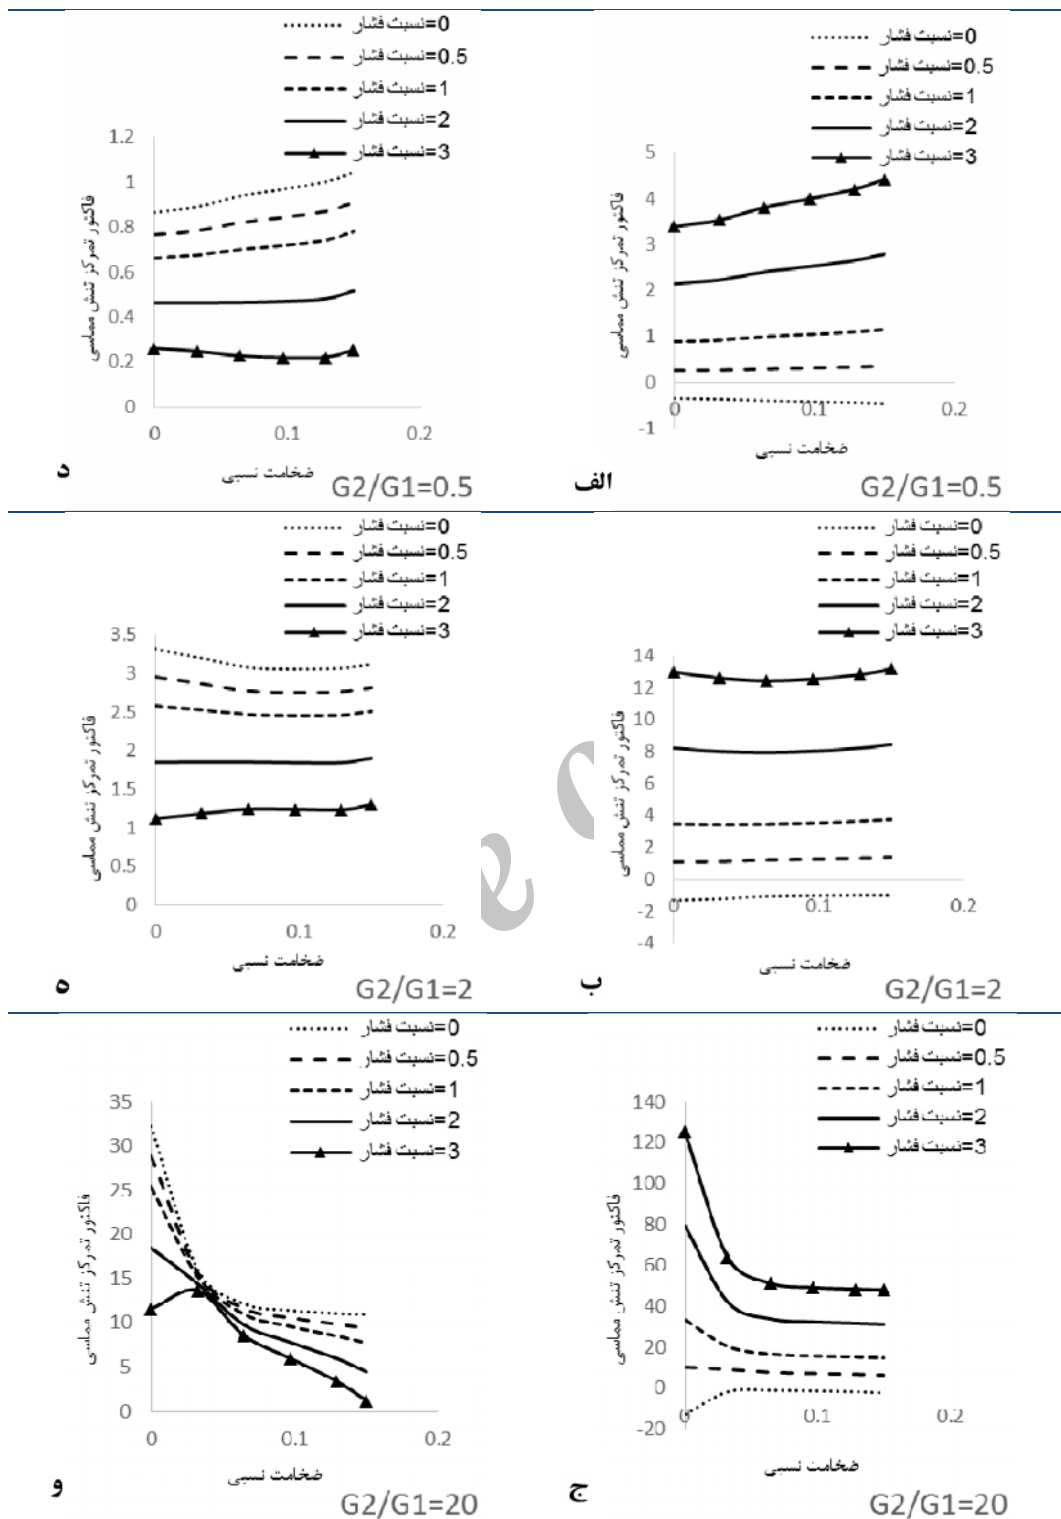 نسبت فشار=0
نسبت فشار=0.5
نسبت فشار=1
نسبت فشار=2
نسبت فشار=3
5
4
3
2
1
0
-1
0
0.1
0.2
فاکتور تمرکز تنش مماسی
ضخامت نسبی
الف
G2/G1=0.5
نسبت فشار=0
نسبت فشار=0.5
نسبت فشار=1
نسبت فشار=2
نسبت فشار=3
1.2
1
0.8
0.6
0.4
0.2
0
0
0.1
0.2
فاکتور تمرکز تنش مماسی
ضخامت نسبی
د
G2/G1=0.5
نسبت فشار=0
نسبت فشار=0.5
نسبت فشار=1
نسبت فشار=2
نسبت فشار=3
14
12
10
8
6
4
2
0
-2
-4
0
0.1
0.2
فاکتور تمرکز تنش مماسی
ضخامت نسبی
ب
G2/G1=2
نسبت فشار=0
نسبت فشار=0.5
نسبت فشار=1
نسبت فشار=2
نسبت فشار=3
3.5
3
2.5
2
1.5
1
0.5
0
0
0.1
0.2
فاکتور تمرکز تنش مماسی
ضخامت نسبی
ه
G2/G1=2
نسبت فشار=0
نسبت فشار=0.5
نسبت فشار=1
نسبت فشار=2
نسبت فشار=3
140
120
100
80
60
40
20
0
-20
0
0.1
0.2
فاکتور تمرکز تنش مماسی
ضخامت نسبی
ج
G2/G1=20
نسبت فشار=0
نسبت فشار=0.5
نسبت فشار=1
نسبت فشار=2
نسبت فشار=3
35
30
25
20
15
10
5
0
0
0.1
0.2
فاکتور تمرکز تنش مماسی
ضخامت نسبی
و
G2/G1=20